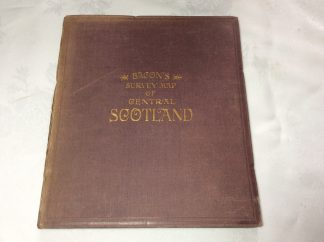 BACON'S
SURVEY MAP
OF
CENTRAL
SCOTLAND